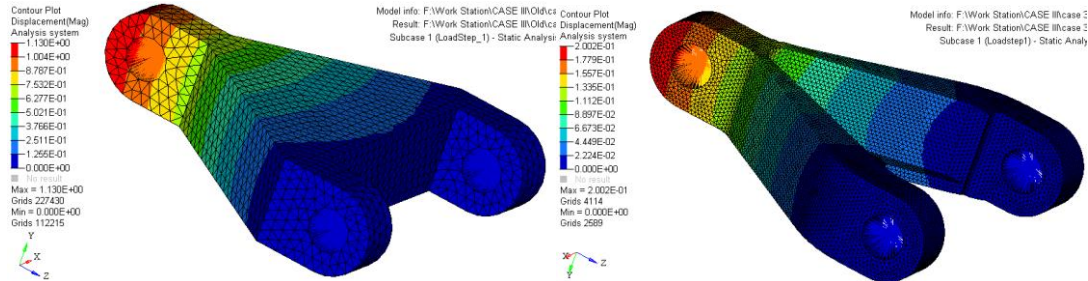 Contour Plot
Displacement(Mag)
Analysis system
1.130E+00
1.004E+00
8.787E-01
7.532E-01
6.277E-01
5.021E-01
3.766E-01
2.511E-01
1.255E-01
0.000E+00
No result
Max = 1.130E+00
Grids 227430
Min = 0.000E+00
Grids 112215
Y
X
Z
Model info: F:\Work Station\CASE III\Old\ca
Result: F:\Work Station\CASE III\Old\ca
Subcase 1 (LoadStep_1) - Static Analysis
Contour Plot
Displacement(Mag)
Analysis system
2.002E-01
1.779E-01
1.557E-01
1.335E-01
1.112E-01
8.897E-02
6.673E-02
4.449E-02
2.224E-02
0.000E+00
No result
Max = 2.002E-01
Grids 4114
Min = 0.000E+00
Grids 2589
X
Z
Y
Model info: F:\Work Station\CASE III\case 3
Result: F:\Work Station\CASE III\case 3
Subcase 1 (Loadstep1) - Static Analy